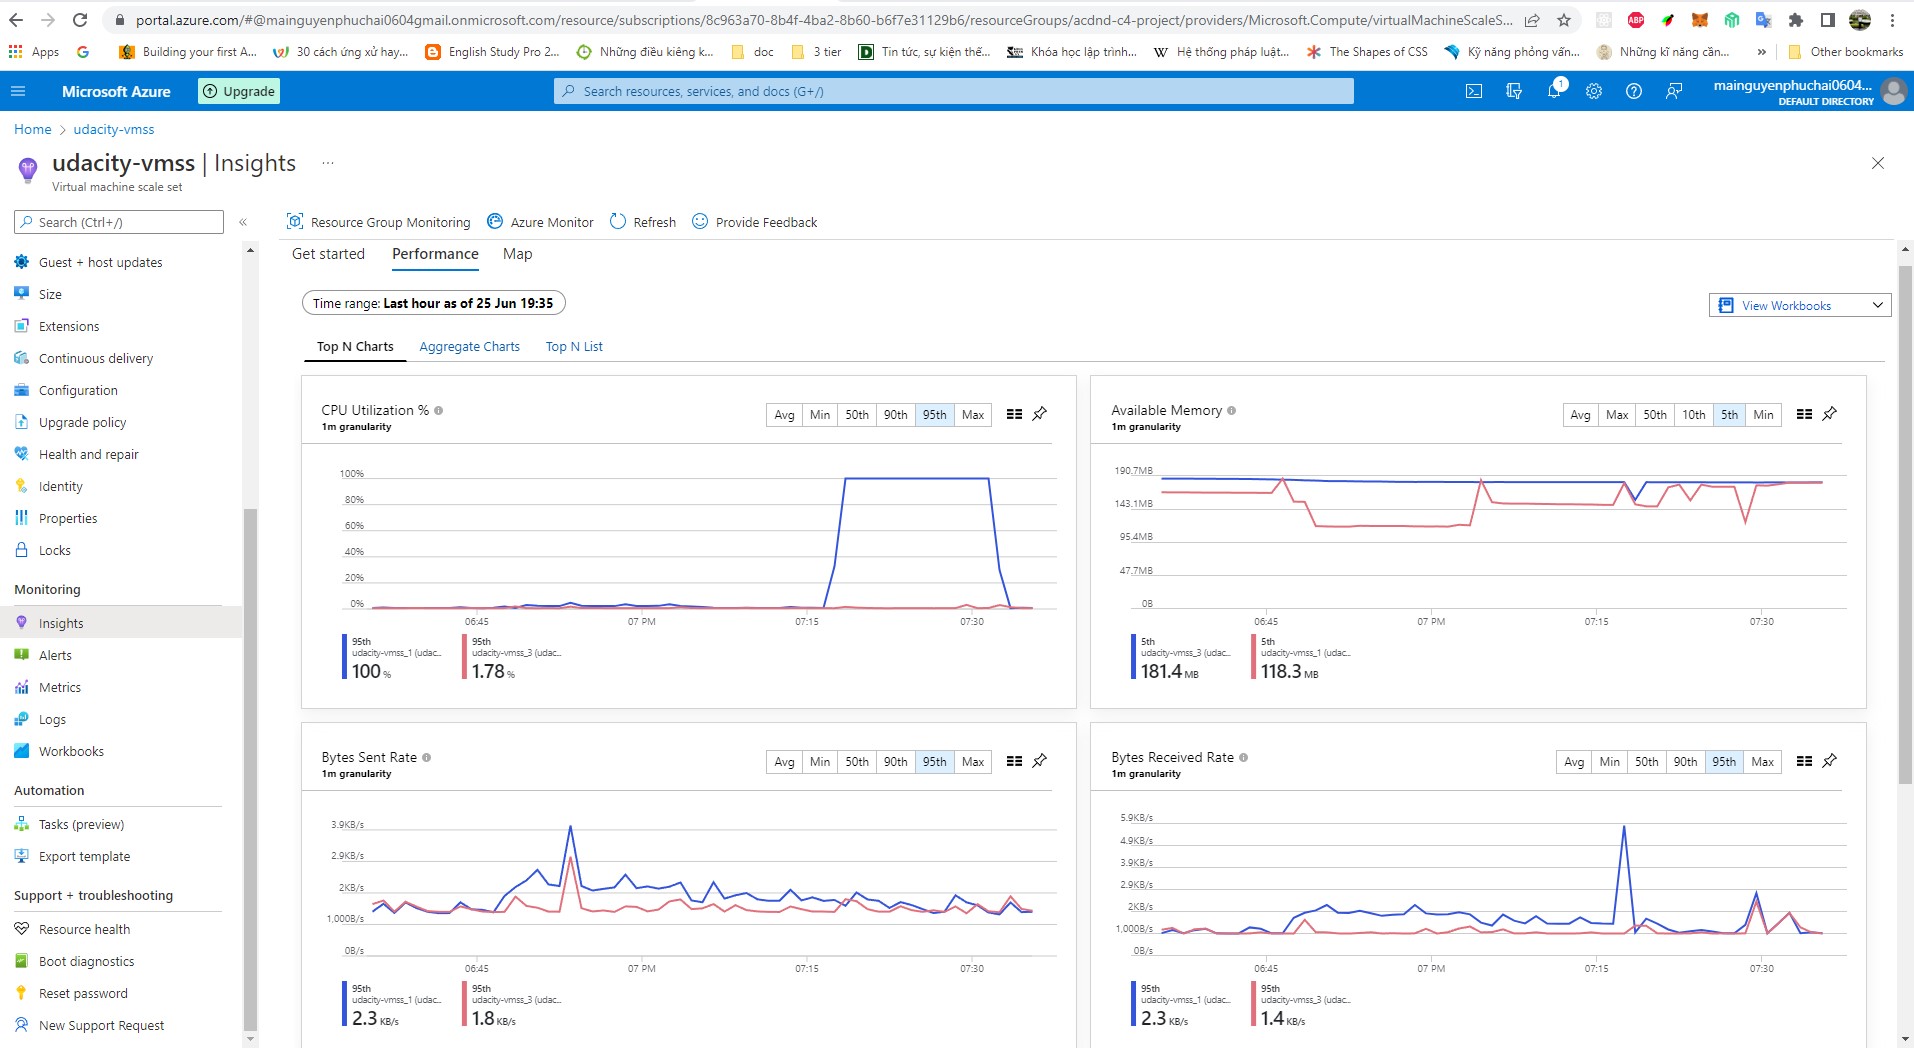 portal.azure.com/#@mainguyenphuchai0604gmail.onmicrosoft.com/resource/subscriptions/8c963a70-8b4f-4ba2-8b60-b6f7e31129b6/resourceGroups/acdnd-c4-project/providers/Microsoft.Compute/virtualMachineScaleS...
Apps
Building your first A...
30 cách ứng xử hay...
English Study Pro 2...
Những điều kiêng k...
doc
3 tier
Tin tức, sự kiện thế...
Khóa học lập trình...
Hệ thống pháp luật...
The Shapes of CSS
Kỹ năng phỏng vấn...
Những kĩ năng căn...
»
Other bookmarks
Microsoft Azure
Upgrade
Search resources, services, and docs (G+/)
1
mainguyenphuchai0604...
DEFAULT DIRECTORY
Home > udacity-vmss
udacity-vmss | Insights ...
Virtual machine scale set
Search (Ctrl+/)
«
Guest + host updates
Size
Extensions
Continuous delivery
Configuration
Upgrade policy
Health and repair
Identity
Properties
Locks
Monitoring
Insights
Alerts
Metrics
Logs
Workbooks
Automation
Tasks (preview)
Export template
Support + troubleshooting
Resource health
Boot diagnostics
Reset password
New Support Request
Resource Group Monitoring
Azure Monitor
Refresh
Provide Feedback
Get started
Performance
Map
Time range: Last hour as of 25 Jun 19:35
View Workbooks
Top N Charts
Aggregate Charts
Top N List
CPU Utilization %
1m granularity
Avg Min 50th 90th 95th Max
100%
80%
60%
40%
20%
0%
06:45 07 PM 07:15 07:30
95th
udacity-vmss_1 (udac...
100 %
95th
udacity-vmss_3 (udac...
1.78 %
Available Memory
1m granularity
Avg Max 50th 10th 5th Min
190.7MB
143.1MB
95.4MB
47.7MB
0B
06:45 07 PM 07:15 07:30
5th
udacity-vmss_3 (udac...
181.4 MB
5th
udacity-vmss_1 (udac...
118.3 MB
Bytes Sent Rate
1m granularity
Avg Min 50th 90th 95th Max
3.9KB/s
2.9KB/s
2KB/s
1,000B/s
0B/s
06:45 07 PM 07:15 07:30
95th
udacity-vmss_1 (udac...
2.3 KB/s
95th
udacity-vmss_3 (udac...
1.8 KB/s
Bytes Received Rate
1m granularity
Avg Min 50th 90th 95th Max
5.9KB/s
4.9KB/s
3.9KB/s
2.9KB/s
2KB/s
1,000B/s
0B/s
06:45 07 PM 07:15 07:30
95th
udacity-vmss_1 (udac...
2.3 KB/s
95th
udacity-vmss_3 (udac...
1.4 KB/s